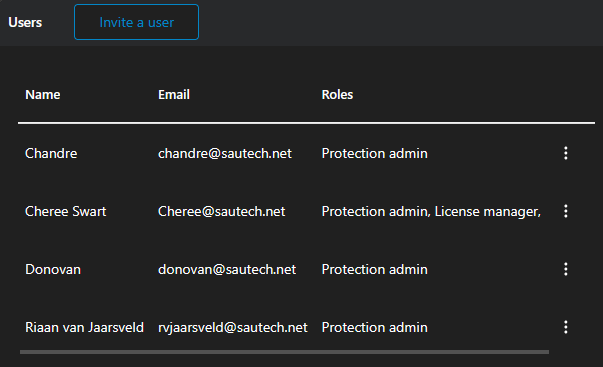 Users Invite a user
Name Email Roles
Chandre chandre@sautech.net Protection admin
Cheree Swart Cheree@sautech.net Protection admin, License manager,
Donovan donovan@sautech.net Protection admin
Riaan van Jaarsveld rvjaarsveld@sautech.net Protection admin